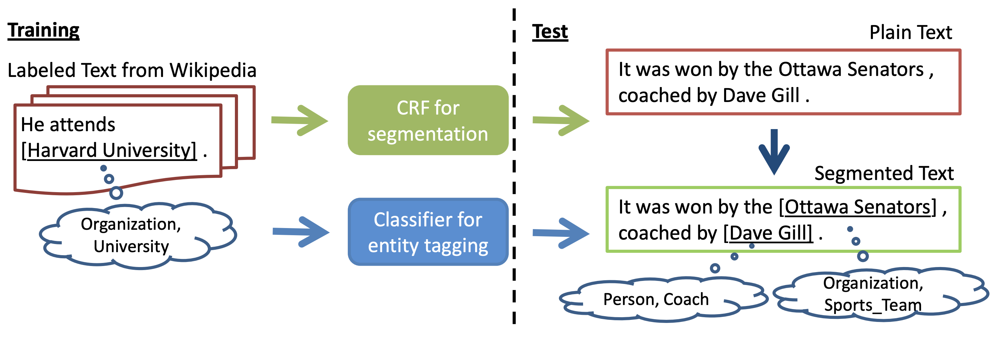 Training
Labeled Text from Wikipedia
He attends
[Harvard University] .
Organization,
University
CRF for
segmentation
Classifier for
entity tagging
Test
Plain Text
It was won by the Ottawa Senators ,
coached by Dave Gill .
Segmented Text
It was won by the [Ottawa Senators] ,
coached by [Dave Gill] .
Person, Coach
Organization,
Sports_Team